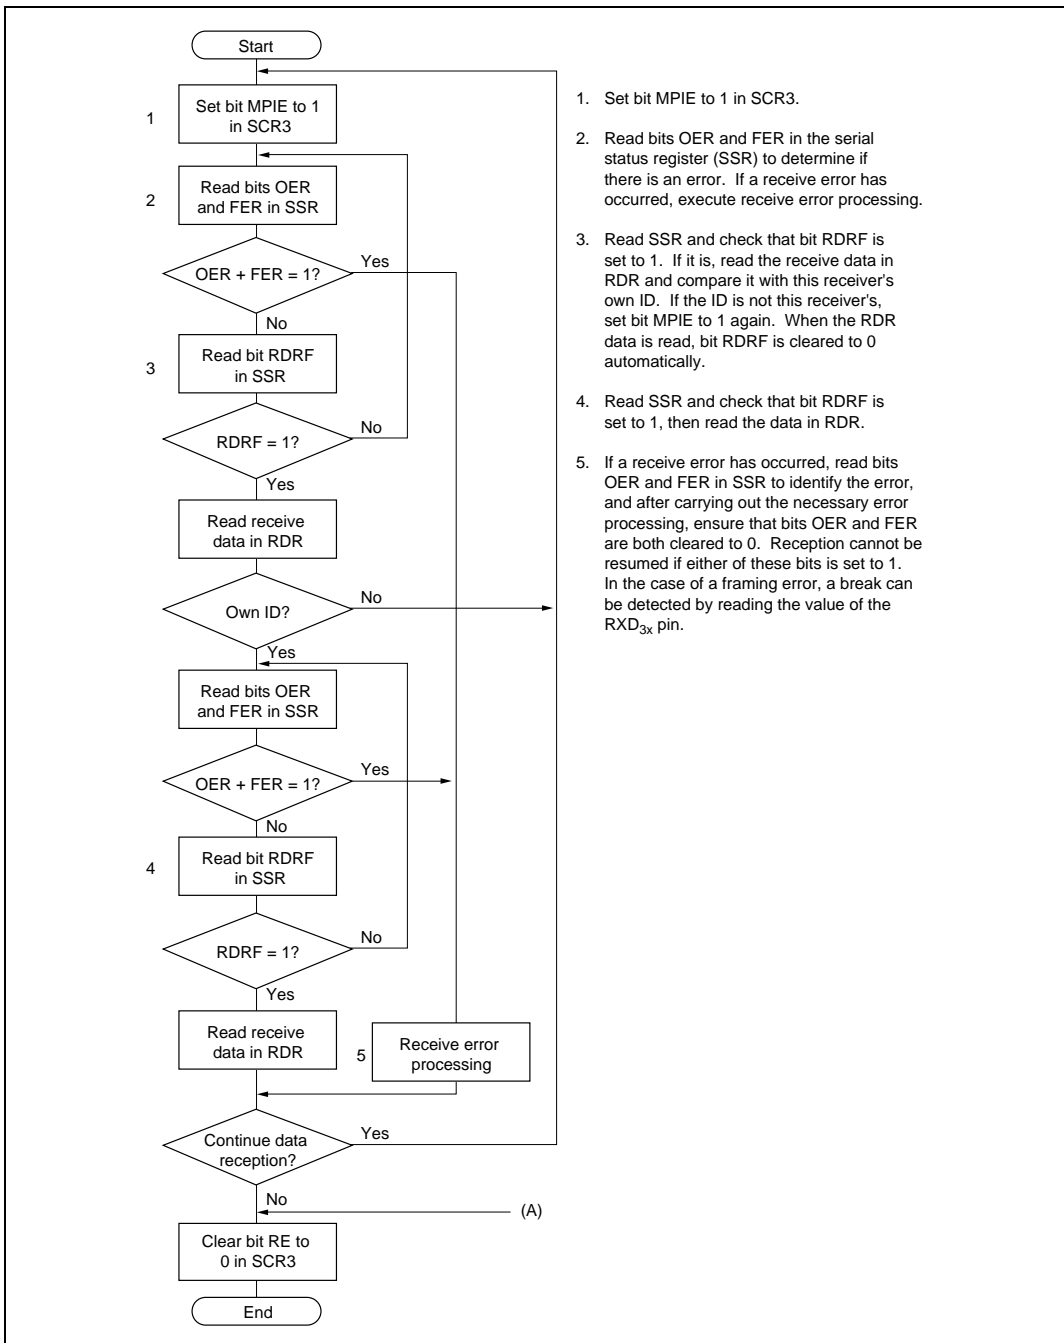 Start
1
Set bit MPIE to 1
in SCR3
2
Read bits OER
and FER in SSR
OER + FER = 1?
Yes
No
3
Read bit RDRF
in SSR
RDRF = 1?
No
Yes
Read receive
data in RDR
Own ID?
No
Yes
Read bits OER
and FER in SSR
OER + FER = 1?
Yes
No
4
Read bit RDRF
in SSR
RDRF = 1?
No
Yes
Read receive
data in RDR
5
Receive error
processing
Continue data
reception?
Yes
No
(A)
Clear bit RE to
0 in SCR3
End
1. Set bit MPIE to 1 in SCR3.
2. Read bits OER and FER in the serial
status register (SSR) to determine if
there is an error. If a receive error has
occurred, execute receive error processing.
3. Read SSR and check that bit RDRF is
set to 1. If it is, read the receive data in
RDR and compare it with this receiver's
own ID. If the ID is not this receiver's,
set bit MPIE to 1 again. When the RDR
data is read, bit RDRF is cleared to 0
automatically.
4. Read SSR and check that bit RDRF is
set to 1, then read the data in RDR.
5. If a receive error has occurred, read bits
OER and FER in SSR to identify the error,
and after carrying out the necessary error
processing, ensure that bits OER and FER
are both cleared to 0. Reception cannot be
resumed if either of these bits is set to 1.
In the case of a framing error, a break can
be detected by reading the value of the
RXD3x pin.